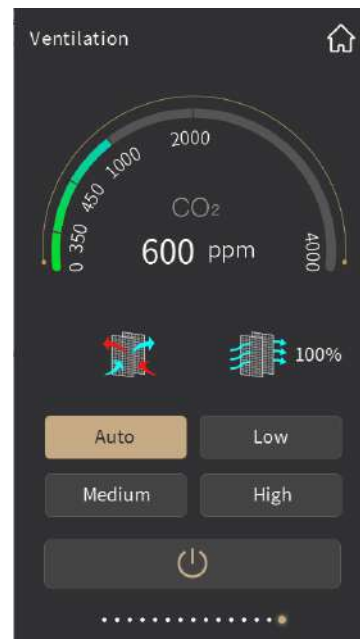 Ventilation
2000
1000
450
350
0
4000
CO₂
600 ppm
100%
Auto
Low
Medium
High